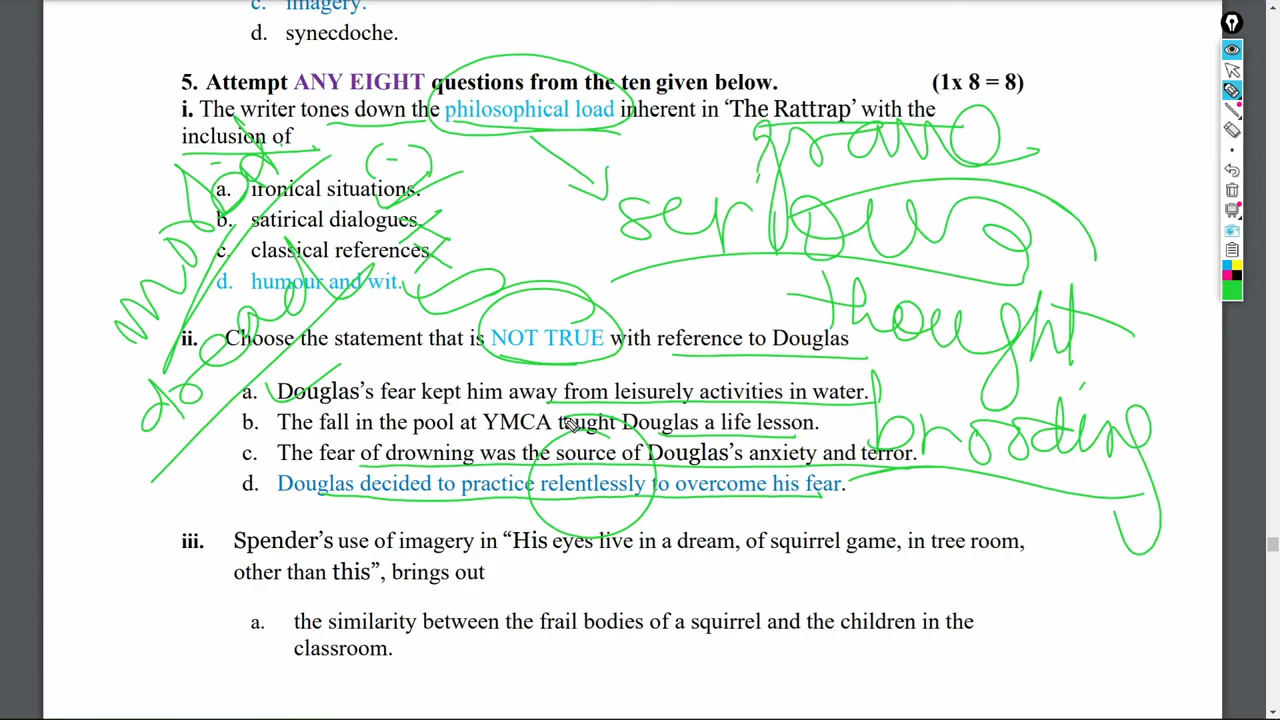 c. imagery.
d. synecdoche.
5. Attempt ANY EIGHT questions from the ten given below. (1x 8 = 8)
i. The writer tones down the philosophical load inherent in ‘The Rattrap’ with the
inclusion of
grave
a. ironical situations.
(-)
serious
b. satirical dialogues.
c. classical references.
d. humour and wit.
morbid
thought
ii. Choose the statement that is NOT TRUE with reference to Douglas
dread
a. Douglas’s fear kept him away from leisurely activities in water.
b. The fall in the pool at YMCA taught Douglas a life lesson.
brooding
c. The fear of drowning was the source of Douglas’s anxiety and terror.
d. Douglas decided to practice relentlessly to overcome his fear.
iii. Spender’s use of imagery in “His eyes live in a dream, of squirrel game, in tree room,
other than this”, brings out
a. the similarity between the frail bodies of a squirrel and the children in the
classroom.